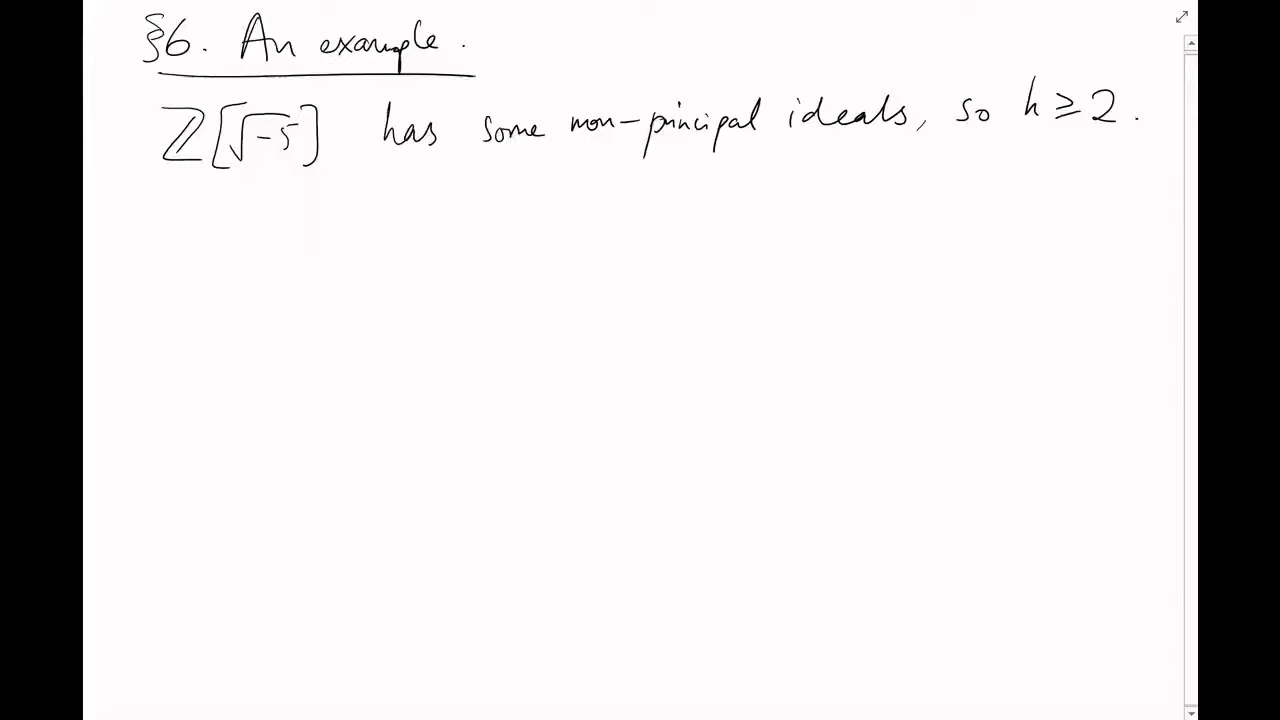 §6. An example.
ℤ[√-5] has some non-principal ideals, so h ≥ 2.